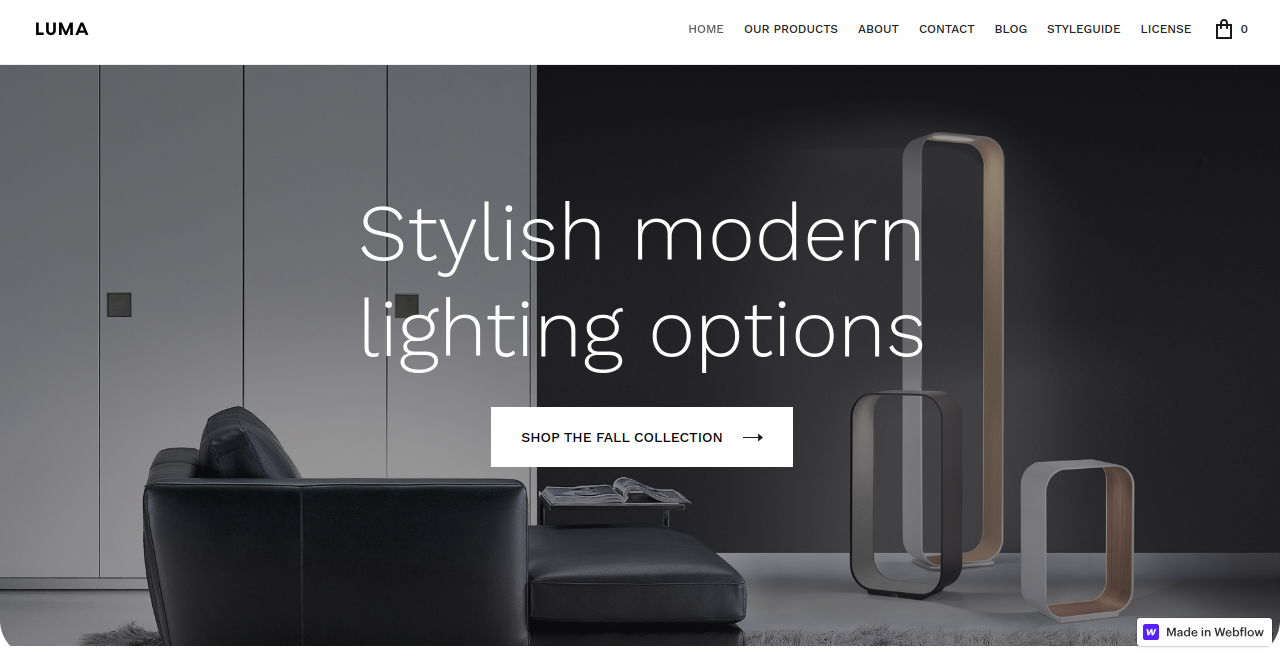 LUMA
HOME OUR PRODUCTS ABOUT CONTACT BLOG STYLEGUIDE LICENSE 0
Stylish modern
lighting options
SHOP THE FALL COLLECTION
Made in Webflow